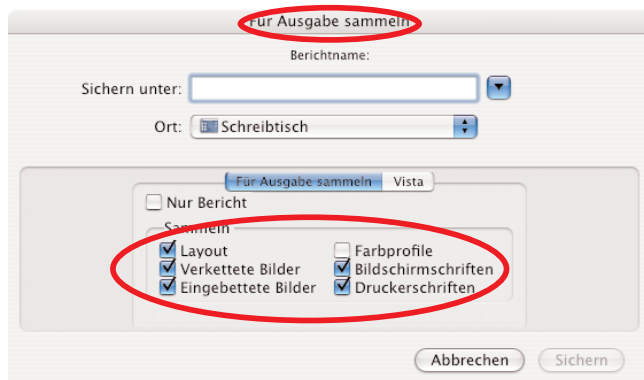 Für Ausgabe sammeln
Berichtname:
Sichern unter:
Ort: Schreibtisch
Für Ausgabe sammeln Vista
Nur Bericht
Sammeln
Layout Farbprofile
Verkettete Bilder Bildschirmschriften
Eingebettete Bilder Druckerschriften
Abbrechen Sichern